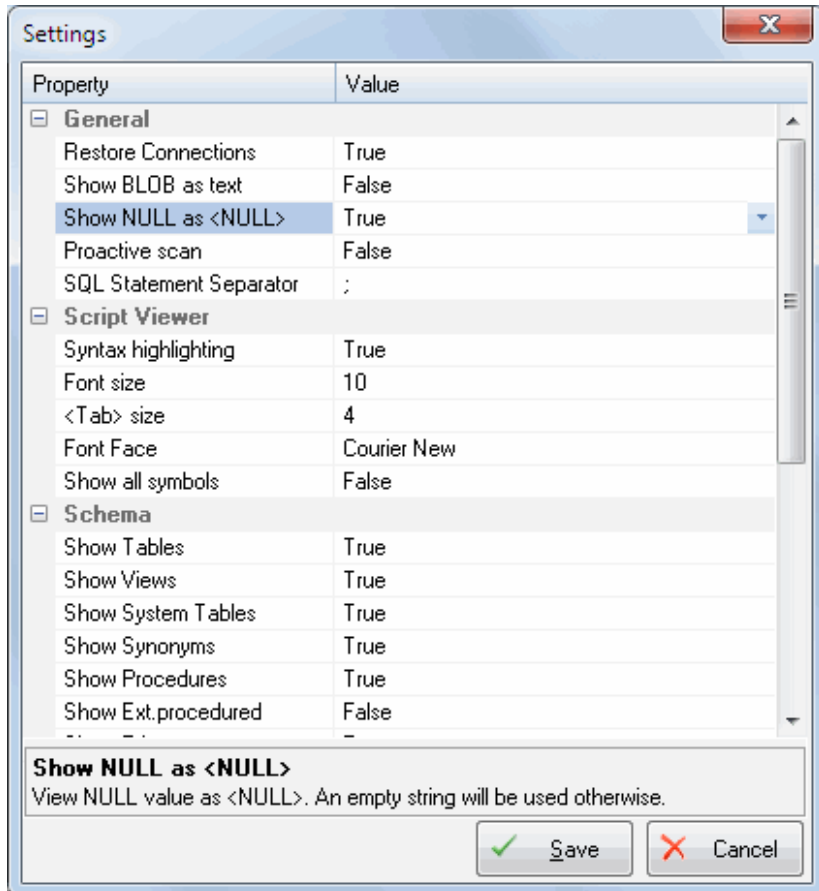 Settings
Property Value
General
Restore Connections True
Show BLOB as text False
Show NULL as <NULL> True
Proactive scan False
SQL Statement Separator ;
Script Viewer
Syntax highlighting True
Font size 10
<Tab> size 4
Font Face Courier New
Show all symbols False
Schema
Show Tables True
Show Views True
Show System Tables True
Show Synonyms True
Show Procedures True
Show Ext.procedured False
Show NULL as <NULL>
View NULL value as <NULL>. An empty string will be used otherwise.
Save Cancel